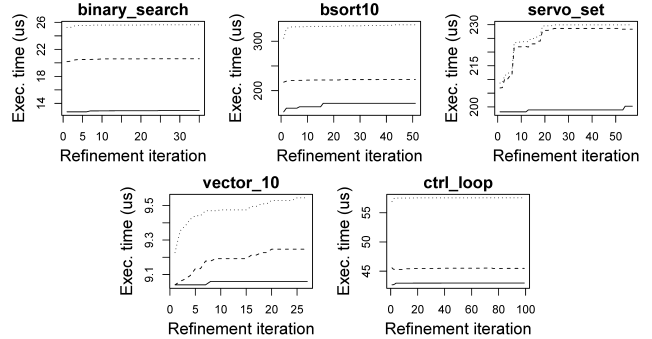 binary_search
Exec. time (us)
26
22
18
14
0 5 10 20 30
Refinement iteration
bsort10
Exec. time (us)
300
200
0 10 20 30 40 50
Refinement iteration
servo_set
Exec. time (us)
230
215
200
0 10 20 30 40 50
Refinement iteration
vector_10
Exec. time (us)
9.5
9.3
9.1
0 5 10 15 20 25
Refinement iteration
ctrl_loop
Exec. time (us)
55
50
45
0 20 40 60 80 100
Refinement iteration